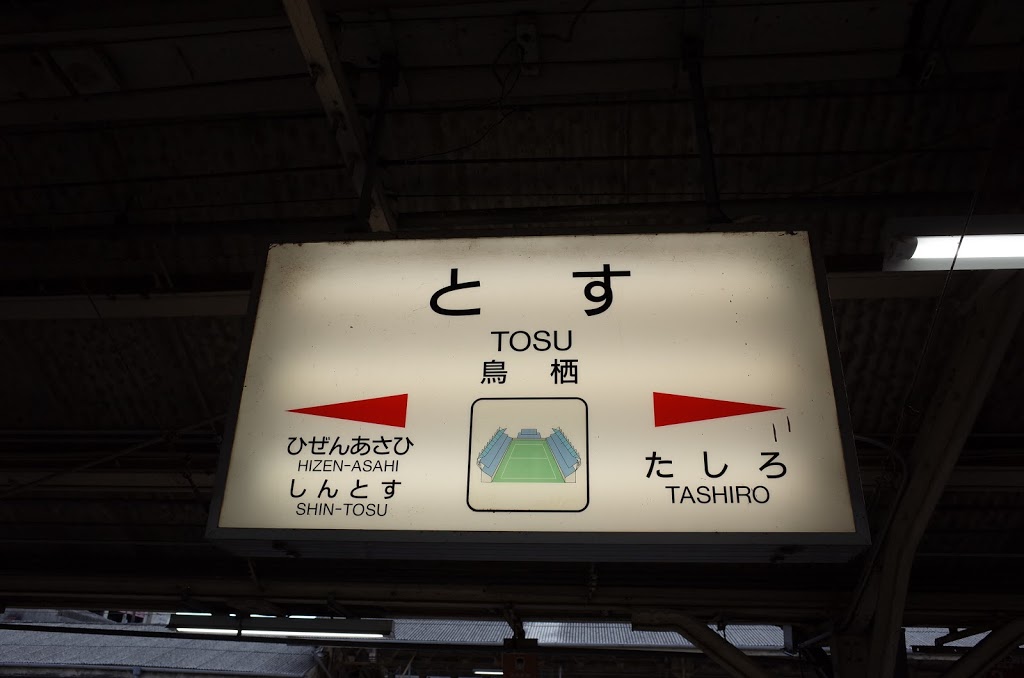 とす
TOSU
鳥栖
ひぜんあさひ
HIZEN-ASAHI
しんとす
SHIN-TOSU
たしろ
TASHIRO